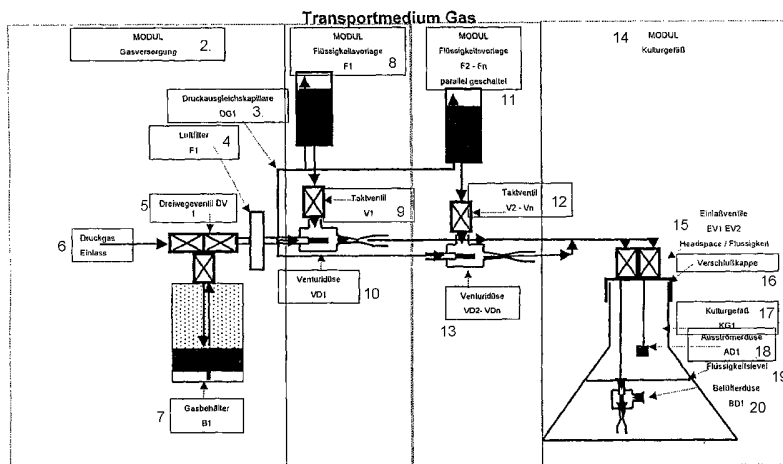 Transportmedium Gas
MODUL
Gasversorgung
2.
MODUL
Flüssigkeitsvorlage
F1
8
MODUL
Flüssigkeitsvorlage
F2 - Fn
parallel geschaltet
11
14
MODUL
Kulturgefäß
Druckausgleichskapillare
DG1
3.
Luftfilter
F1
4
5
Dreiwegeventil DV
1
6
Druckgas
Einlass
Taktventil
V1
9
Taktventil
V2 - Vn
12
15
Einlaßventile
EV1 EV2
Headspace / Flüssigkeit
Verschlußkappe
16
Venturidüse
VD1
10
Venturidüse
VD2- VDn
13
Kulturgefäß
KG1
17
Ausströmerdüse
AD1
18
Flüssigkeitslevel
19
Belüfterdüse
BD1
20
7
Gasbehälter
B1